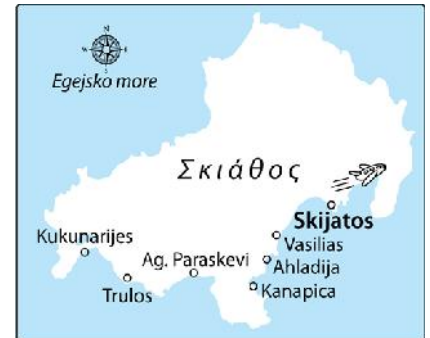 N
Egejsko more
Σκιάθος
Skijatos
Vasilias
Kukunarijes
Ag. Paraskevi
Ahladija
Trulos
Kanapica